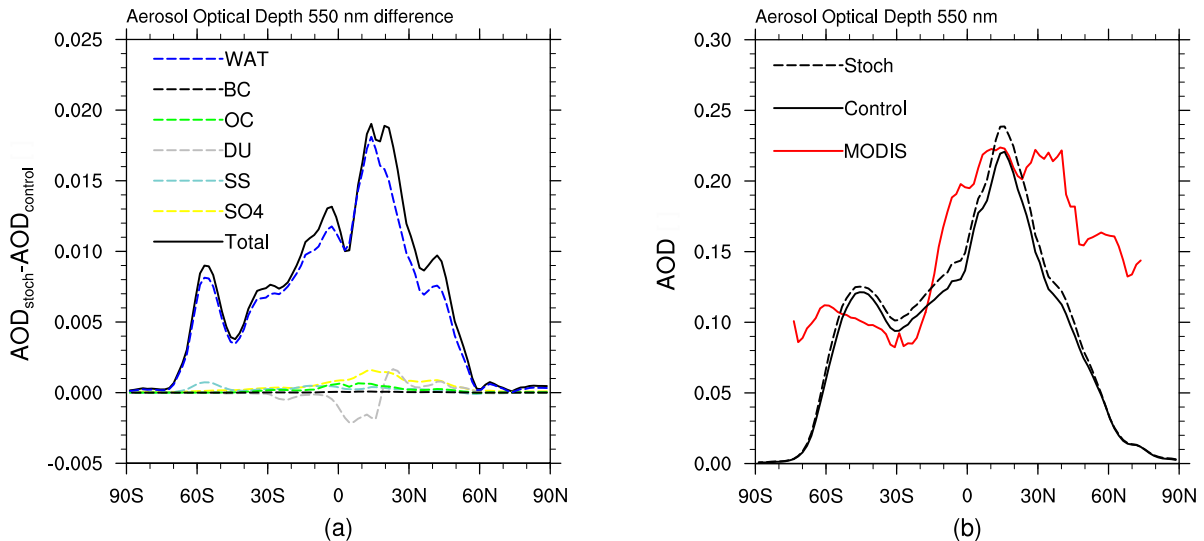 Aerosol Optical Depth 550 nm difference
0.025
0.020
0.015
0.010
0.005
0.000
-0.005
AOD_stoch-AOD_control
WAT
BC
OC
DU
SS
SO4
Total
90S 60S 30S 0 30N 60N 90N
(a)
Aerosol Optical Depth 550 nm
0.30
0.25
0.20
0.15
0.10
0.05
0.00
AOD
Stoch
Control
MODIS
90S 60S 30S 0 30N 60N 90N
(b)